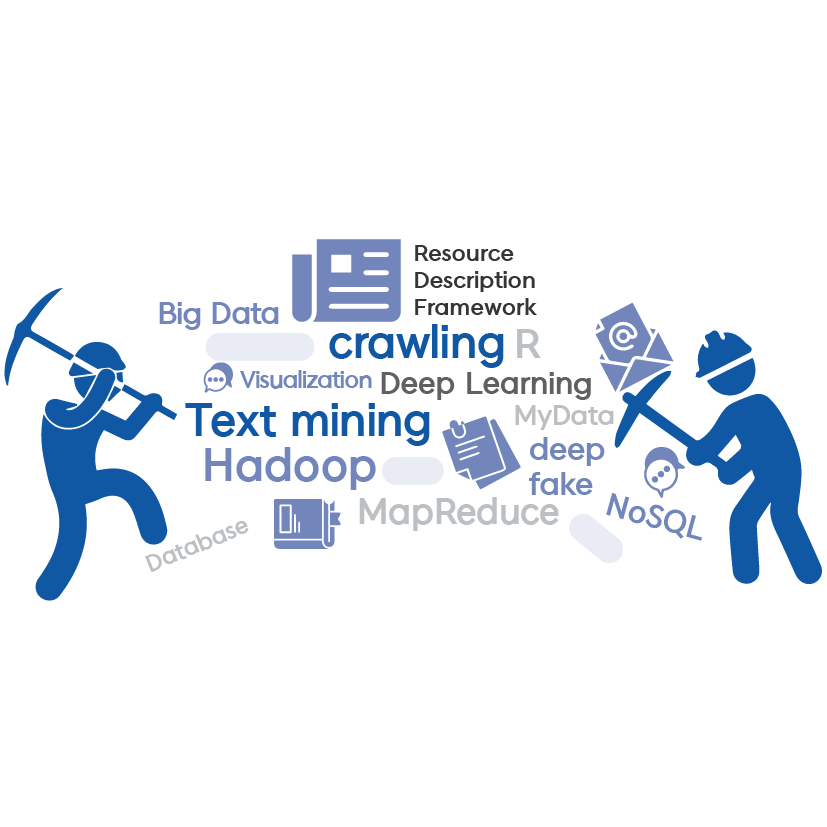 Resource
Description
Framework
Big Data
crawling R
Visualization
Deep Learning
Text mining
MyData
Hadoop
deep
fake
NoSQL
MapReduce
Database